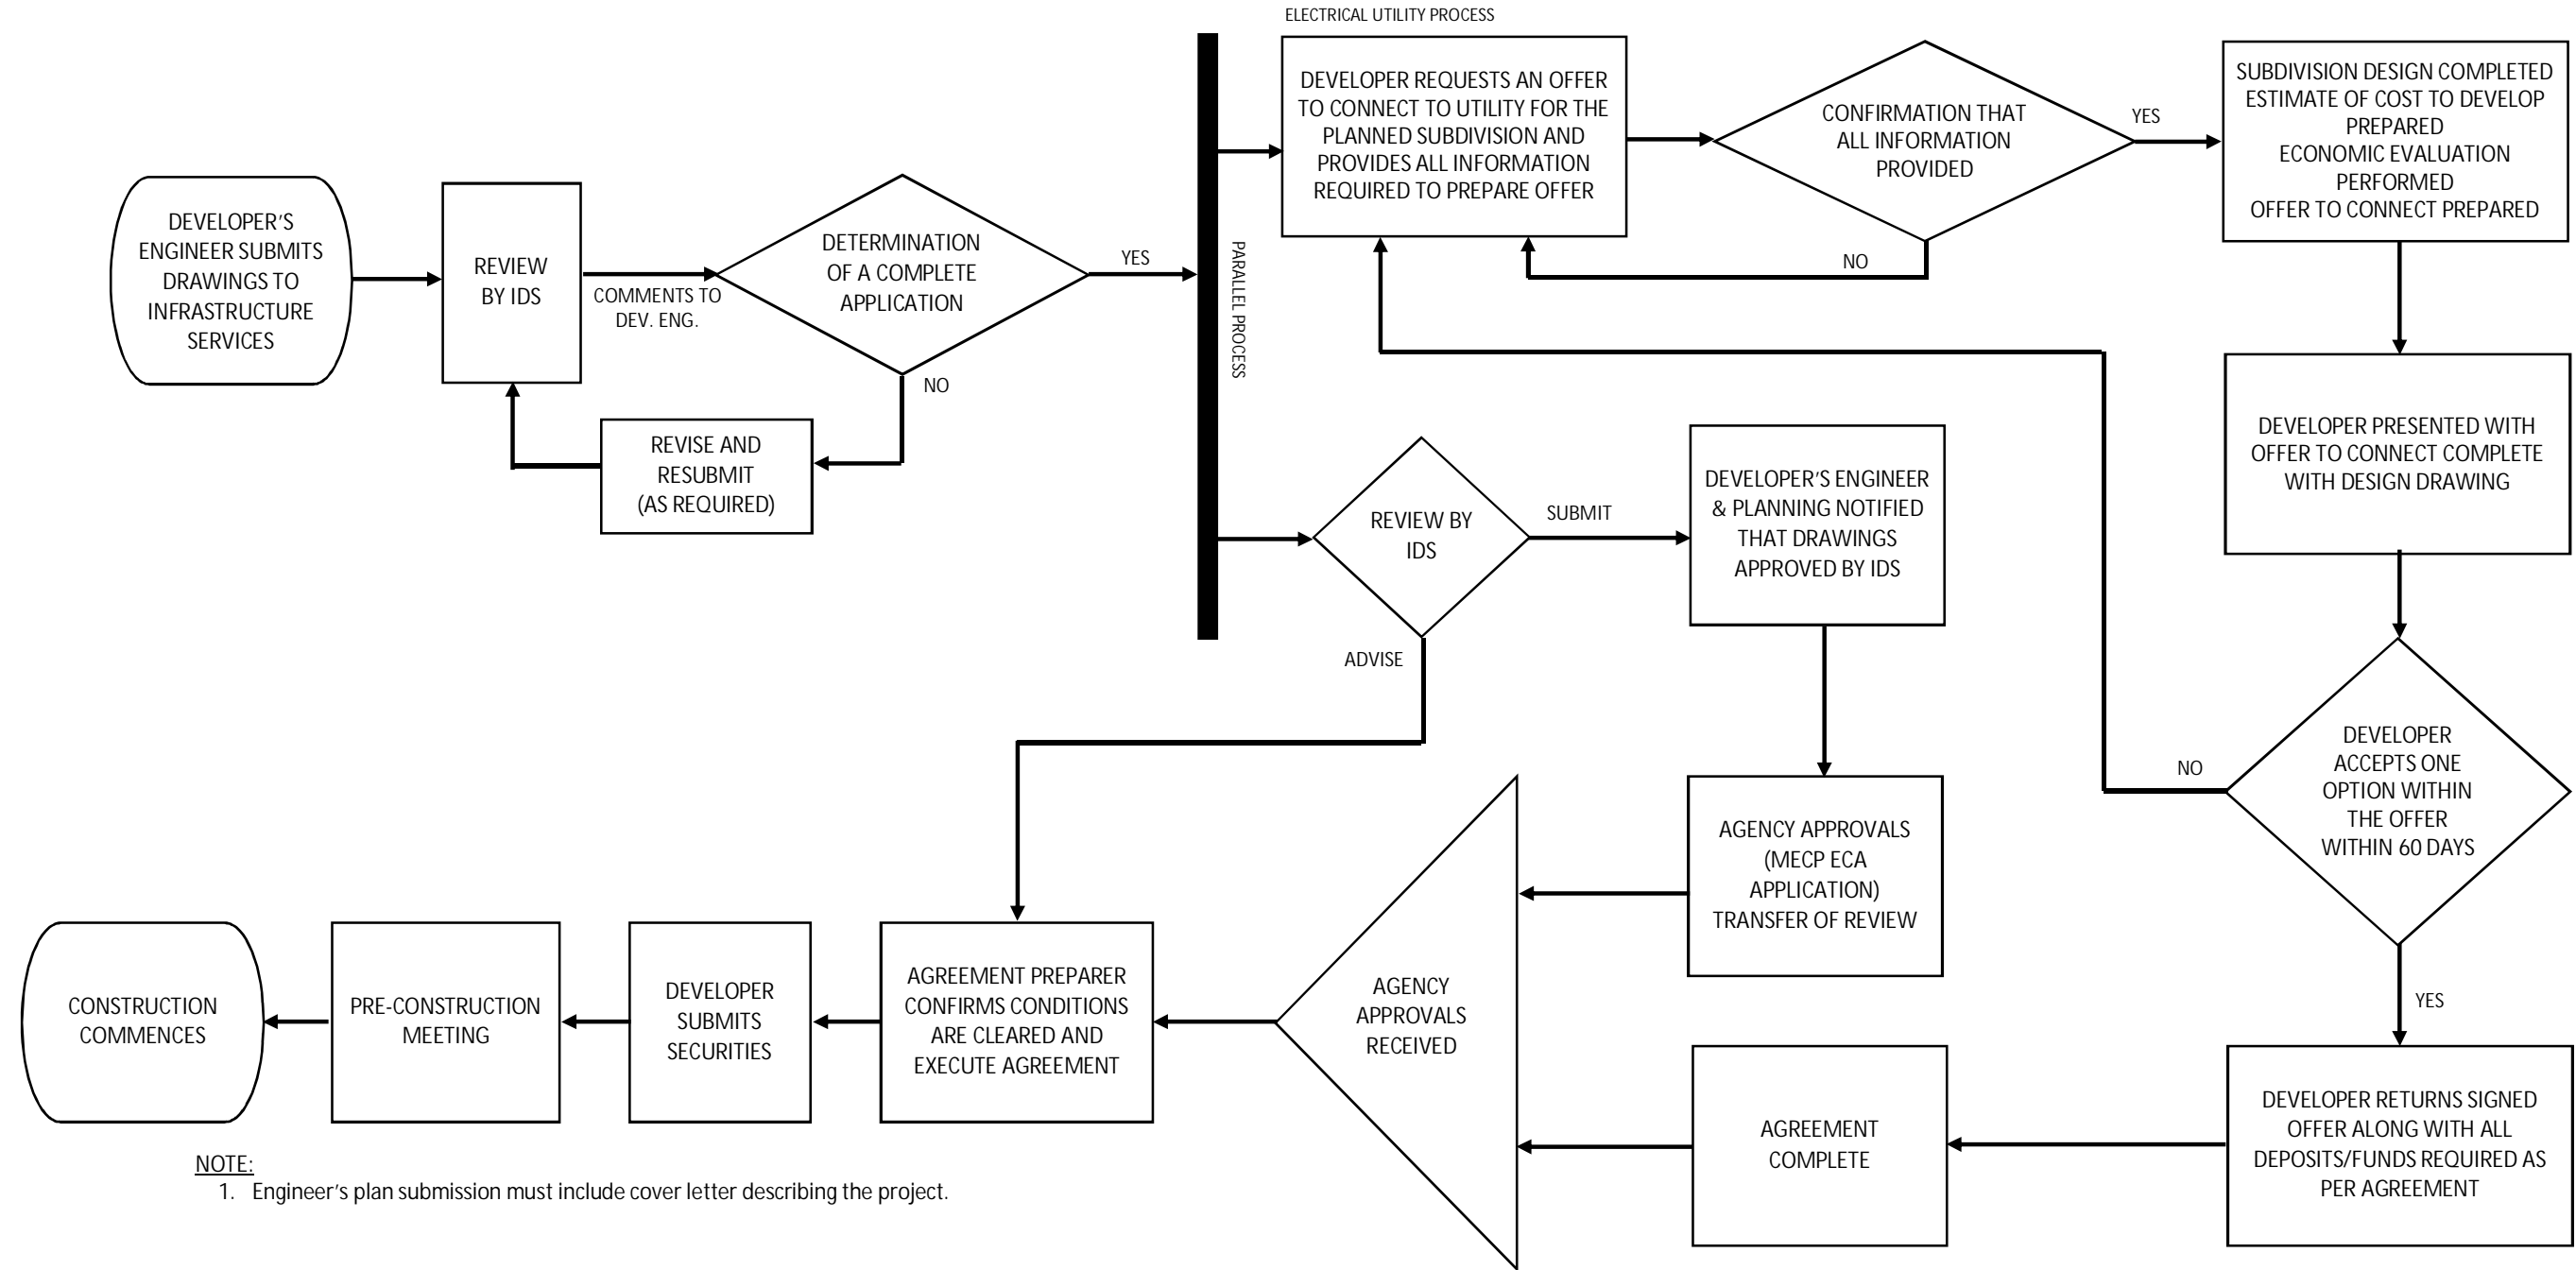 ELECTRICAL UTILITY PROCESS
DEVELOPER'S
ENGINEER SUBMITS
DRAWINGS TO
INFRASTRUCTURE
SERVICES
REVIEW
BY IDS
COMMENTS TO
DEV. ENG.
DETERMINATION
OF A COMPLETE
APPLICATION
YES
NO
REVISE AND
RESUBMIT
(AS REQUIRED)
PARALLEL PROCESS
DEVELOPER REQUESTS AN OFFER
TO CONNECT TO UTILITY FOR THE
PLANNED SUBDIVISION AND
PROVIDES ALL INFORMATION
REQUIRED TO PREPARE OFFER
CONFIRMATION THAT
ALL INFORMATION
PROVIDED
YES
NO
SUBDIVISION DESIGN COMPLETED
ESTIMATE OF COST TO DEVELOP
PREPARED
ECONOMIC EVALUATION
PERFORMED
OFFER TO CONNECT PREPARED
DEVELOPER PRESENTED WITH
OFFER TO CONNECT COMPLETE
WITH DESIGN DRAWING
REVIEW BY
IDS
SUBMIT
ADVISE
DEVELOPER'S ENGINEER
& PLANNING NOTIFIED
THAT DRAWINGS
APPROVED BY IDS
DEVELOPER
ACCEPTS ONE
OPTION WITHIN
THE OFFER
WITHIN 60 DAYS
NO
YES
AGENCY APPROVALS
(MECP ECA
APPLICATION)
TRANSFER OF REVIEW
DEVELOPER RETURNS SIGNED
OFFER ALONG WITH ALL
DEPOSITS/FUNDS REQUIRED AS
PER AGREEMENT
AGREEMENT
COMPLETE
AGENCY
APPROVALS
RECEIVED
AGREEMENT PREPARER
CONFIRMS CONDITIONS
ARE CLEARED AND
EXECUTE AGREEMENT
DEVELOPER
SUBMITS
SECURITIES
PRE-CONSTRUCTION
MEETING
CONSTRUCTION
COMMENCES
NOTE:
1. Engineer's plan submission must include cover letter describing the project.